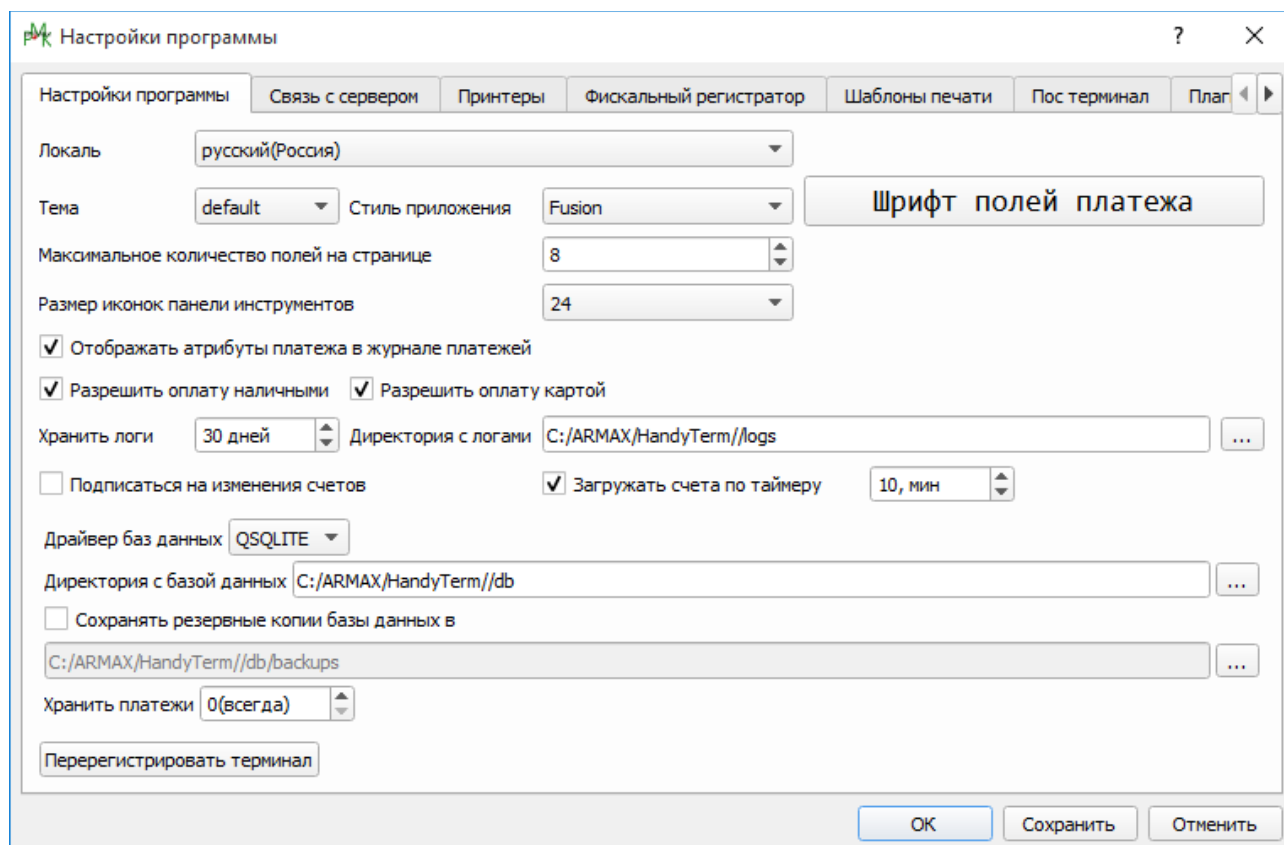 РМК Настройки программы ?
Настройки программы Связь с сервером Принтеры Фискальный регистратор Шаблоны печати Пос терминал Плаг
Локаль русский(Россия)
Тема default Стиль приложения Fusion Шрифт полей платежа
Максимальное количество полей на странице 8
Размер иконок панели инструментов 24
Отображать атрибуты платежа в журнале платежей
Разрешить оплату наличными Разрешить оплату картой
Хранить логи 30 дней Директория с логами C:/ARMAX/HandyTerm//logs ...
Подписаться на изменения счетов Загружать счета по таймеру 10, мин
Драйвер баз данных QSQLITE
Директория с базой данных C:/ARMAX/HandyTerm//db ...
Сохранять резервные копии базы данных в
C:/ARMAX/HandyTerm//db/backups ...
Хранить платежи 0(всегда)
Перерегистрировать терминал
ОК Сохранить Отменить